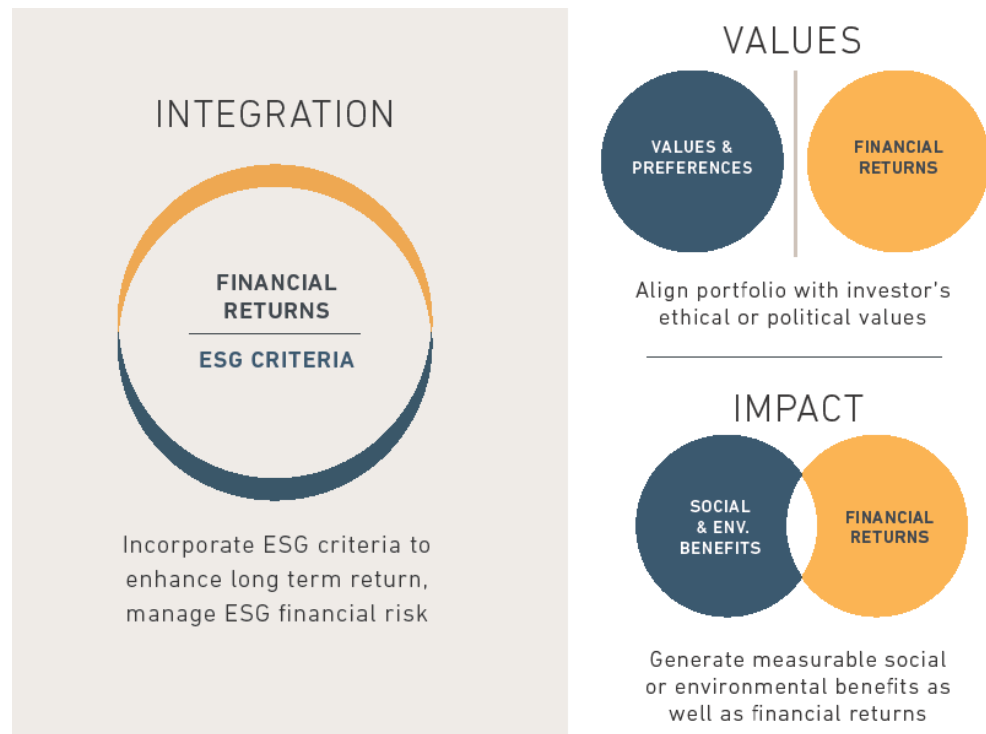 INTEGRATION
FINANCIAL
RETURNS
ESG CRITERIA
Incorporate ESG criteria to
enhance long term return,
manage ESG financial risk
VALUES
VALUES &
PREFERENCES
FINANCIAL
RETURNS
Align portfolio with investor's
ethical or political values
IMPACT
SOCIAL
& ENV.
BENEFITS
FINANCIAL
RETURNS
Generate measurable social
or environmental benefits as
well as financial returns